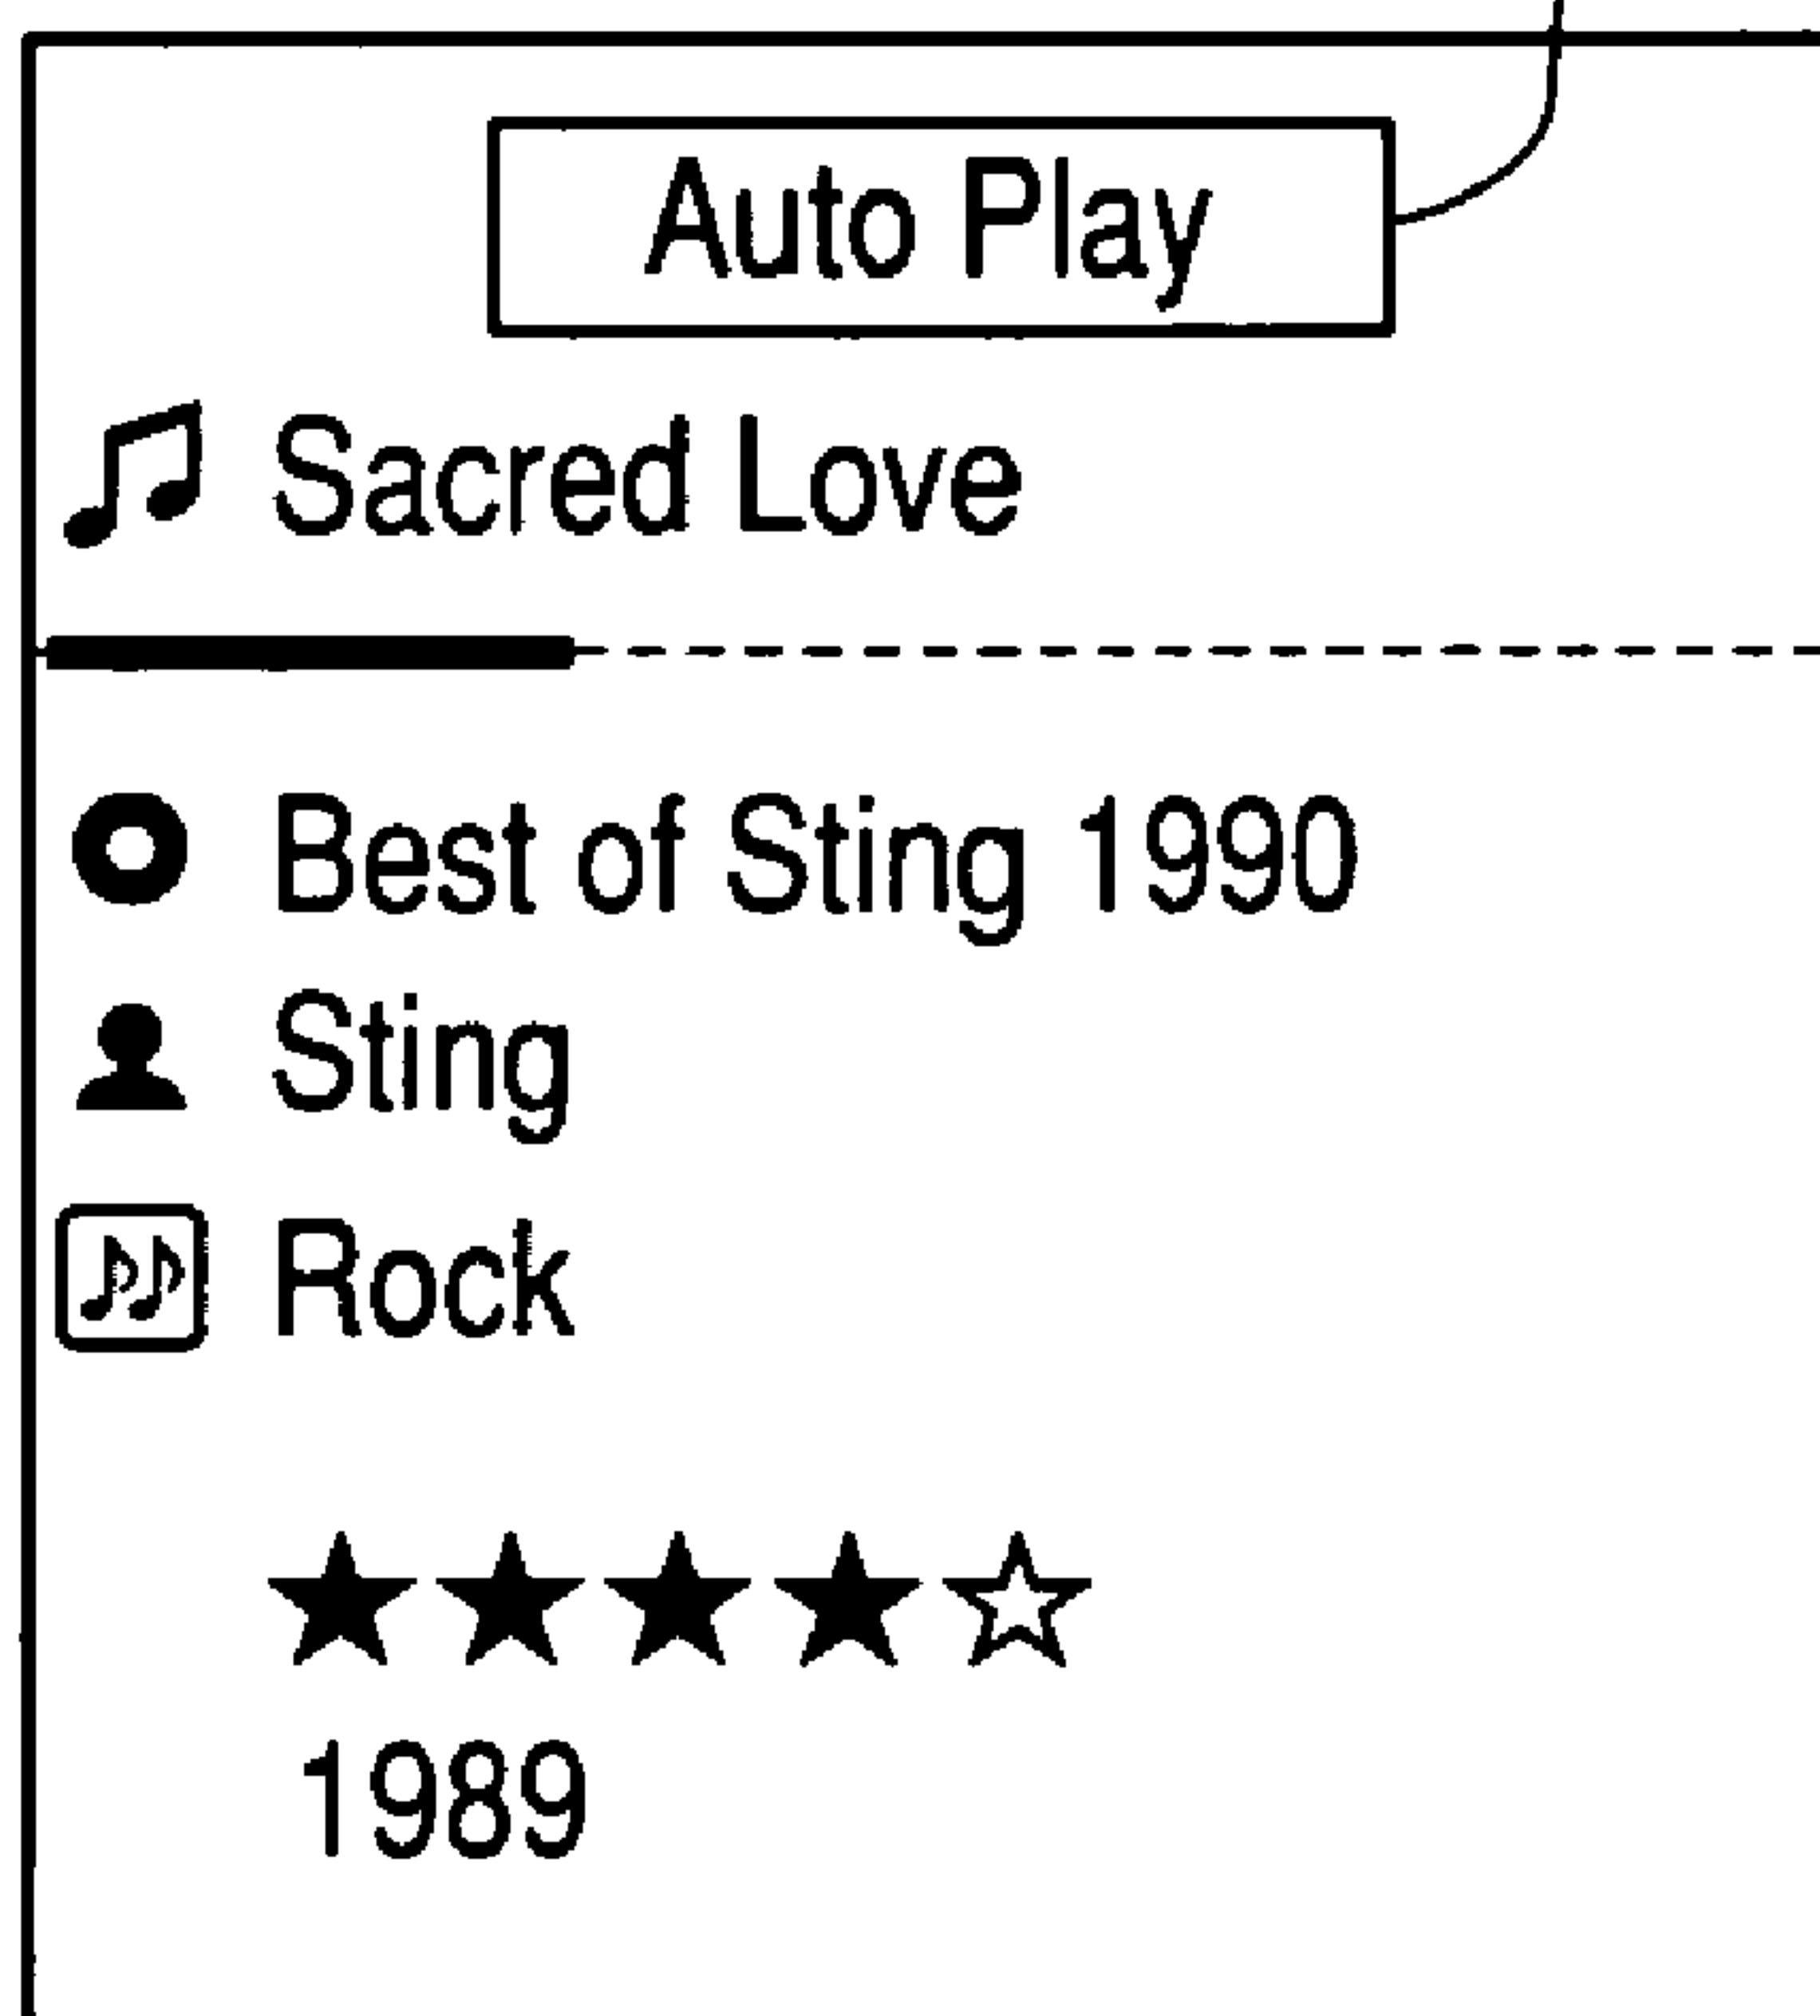 Auto Play
Sacred Love
Best of Sting 1990
Sting
Rock
1989